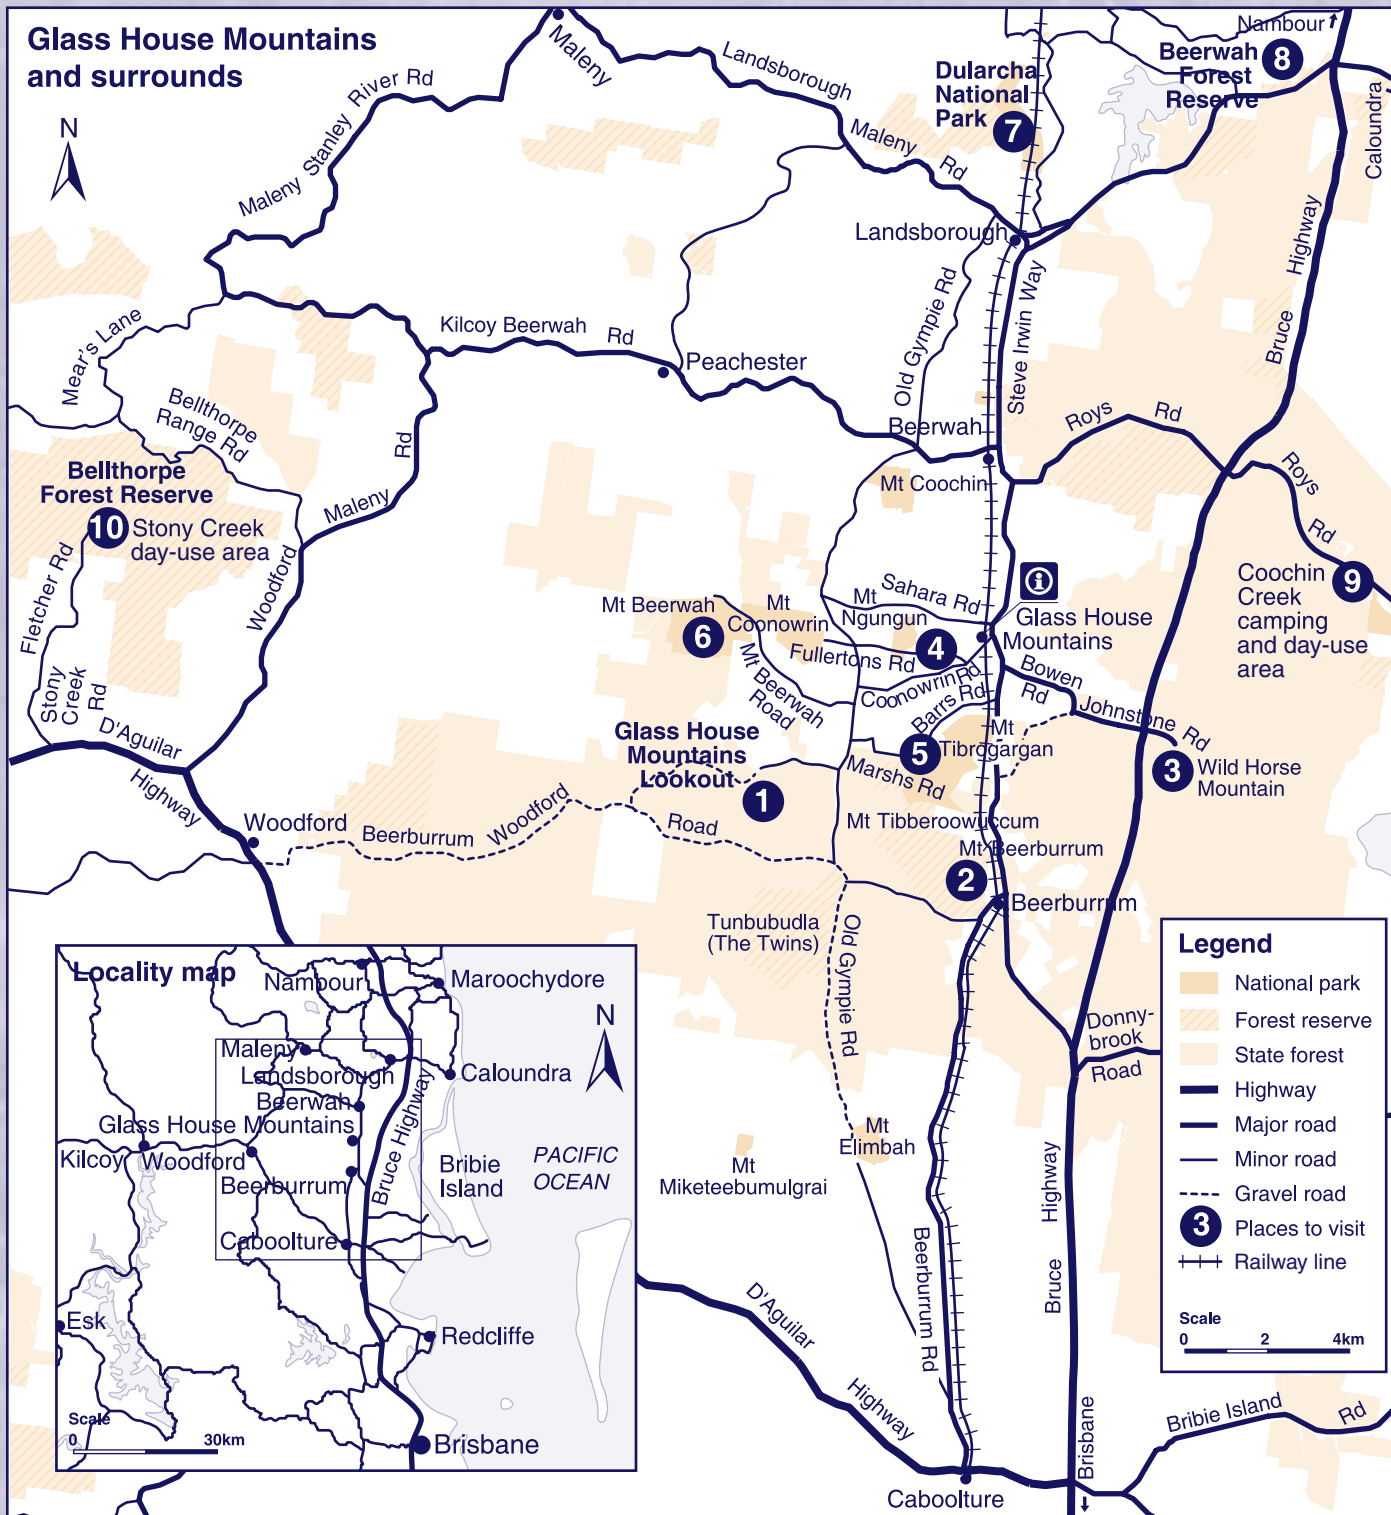 Glass House Mountains
and surrounds
N
Maleny
Maleny Stanley River Rd
Landsborough
Maleny
Rd
Dularcha
National
Park
7
Nambour
Beerwah
Forest
Reserve
8
Caloundra
Landsborough
Old Gympie Rd
Steve Irwin Way
Bruce
Highway
Mear's Lane
Kilcoy Beerwah
Rd
Peachester
Bellthorpe
Range Rd
Beerwah
Roys
Rd
Roys
Rd
Bellthorpe
Forest Reserve
10
Stony Creek
day-use area
Maleny
Rd
Woodford
Fletcher Rd
Stony
Creek
Rd
Mt Coochin
Sahara Rd
Mt
Ngungun
4
Glass House
Mountains
Coochin
Creek
camping
and day-use
area
9
Mt Beerwah
6
Mt
Coonowrin
Fullertons Rd
Coonowrin Rd
Mt Beerwah
Road
Barrs Rd
Bowen
Rd
Johnstone
Rd
D'Aguilar
Highway
Glass House
Mountains
Lookout
1
5
Mt
Tibrogargan
Marshs Rd
3
Wild Horse
Mountain
Woodford
Beerburrum
Woodford
Road
Mt Tibberoowuccum
Mt Beerburrum
2
Beerburrum
Tunbubudla
(The Twins)
Old Gympie Rd
Donny-
brook
Road
Mt
Elimbah
Mt
Miketeebumulgrai
Beerburrum Rd
Bruce
Highway
D'Aguilar
Highway
Caboolture
Brisbane
Bribie Island
Rd
Locality map
Nambour
Maroochydore
N
Maleny
Landsborough
Caloundra
Beerwah
Glass House Mountains
Bruce Highway
Kilcoy
Woodford
Beerburrum
Bribie
Island
PACIFIC
OCEAN
Caboolture
Esk
Redcliffe
Brisbane
Scale
0
30km
Legend
National park
Forest reserve
State forest
Highway
Major road
Minor road
Gravel road
3
Places to visit
Railway line
Scale
0
2
4km